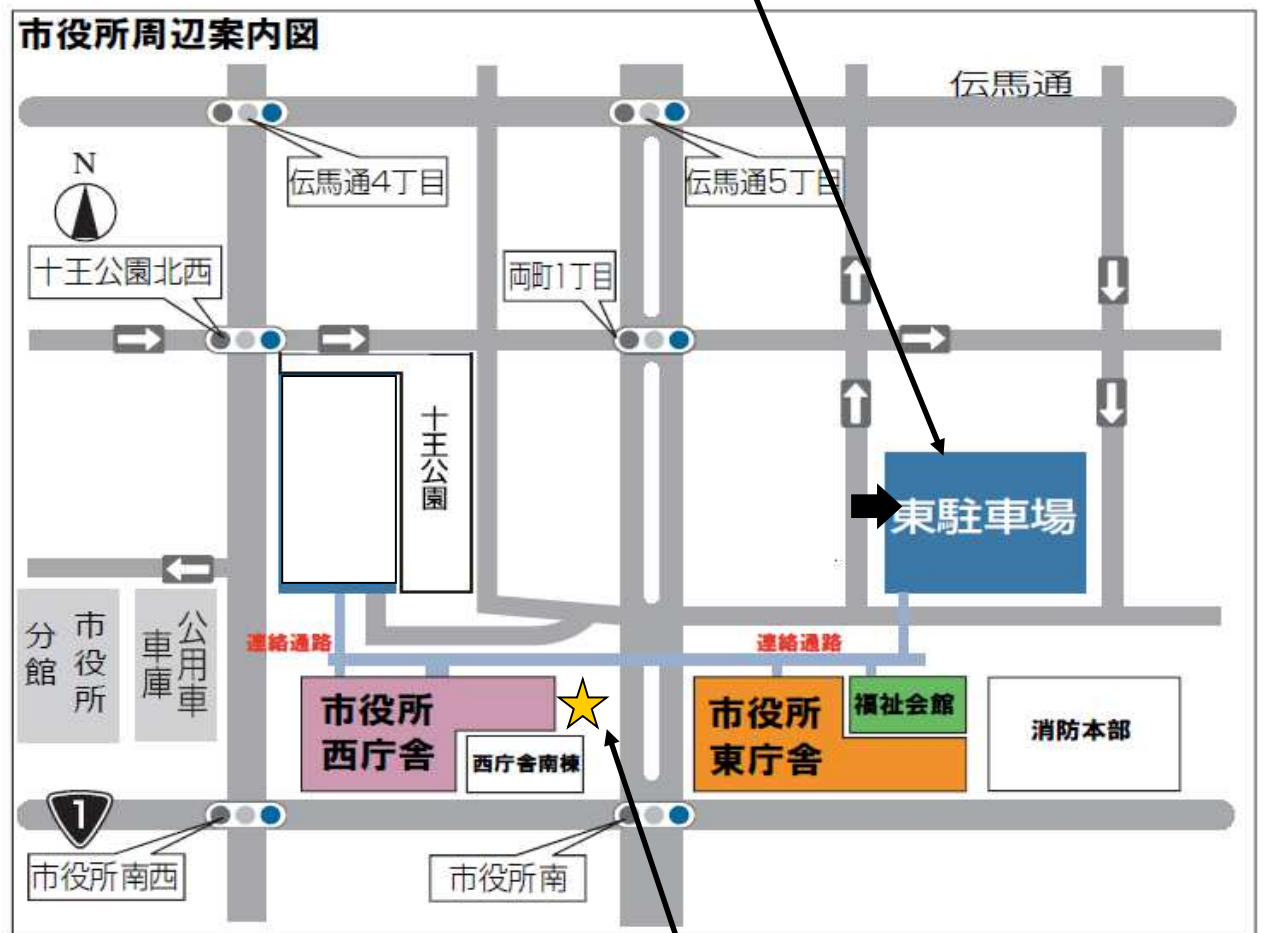 市役所周辺案内図
伝馬通
N
伝馬通4丁目
伝馬通5丁目
十王公園北西
両町1丁目
十王公園
東駐車場
市役所
分館
公用車
車庫
連絡通路
連絡通路
市役所
西庁舎
西庁舎南棟
市役所
東庁舎
福祉会館
消防本部
1
市役所南西
市役所南